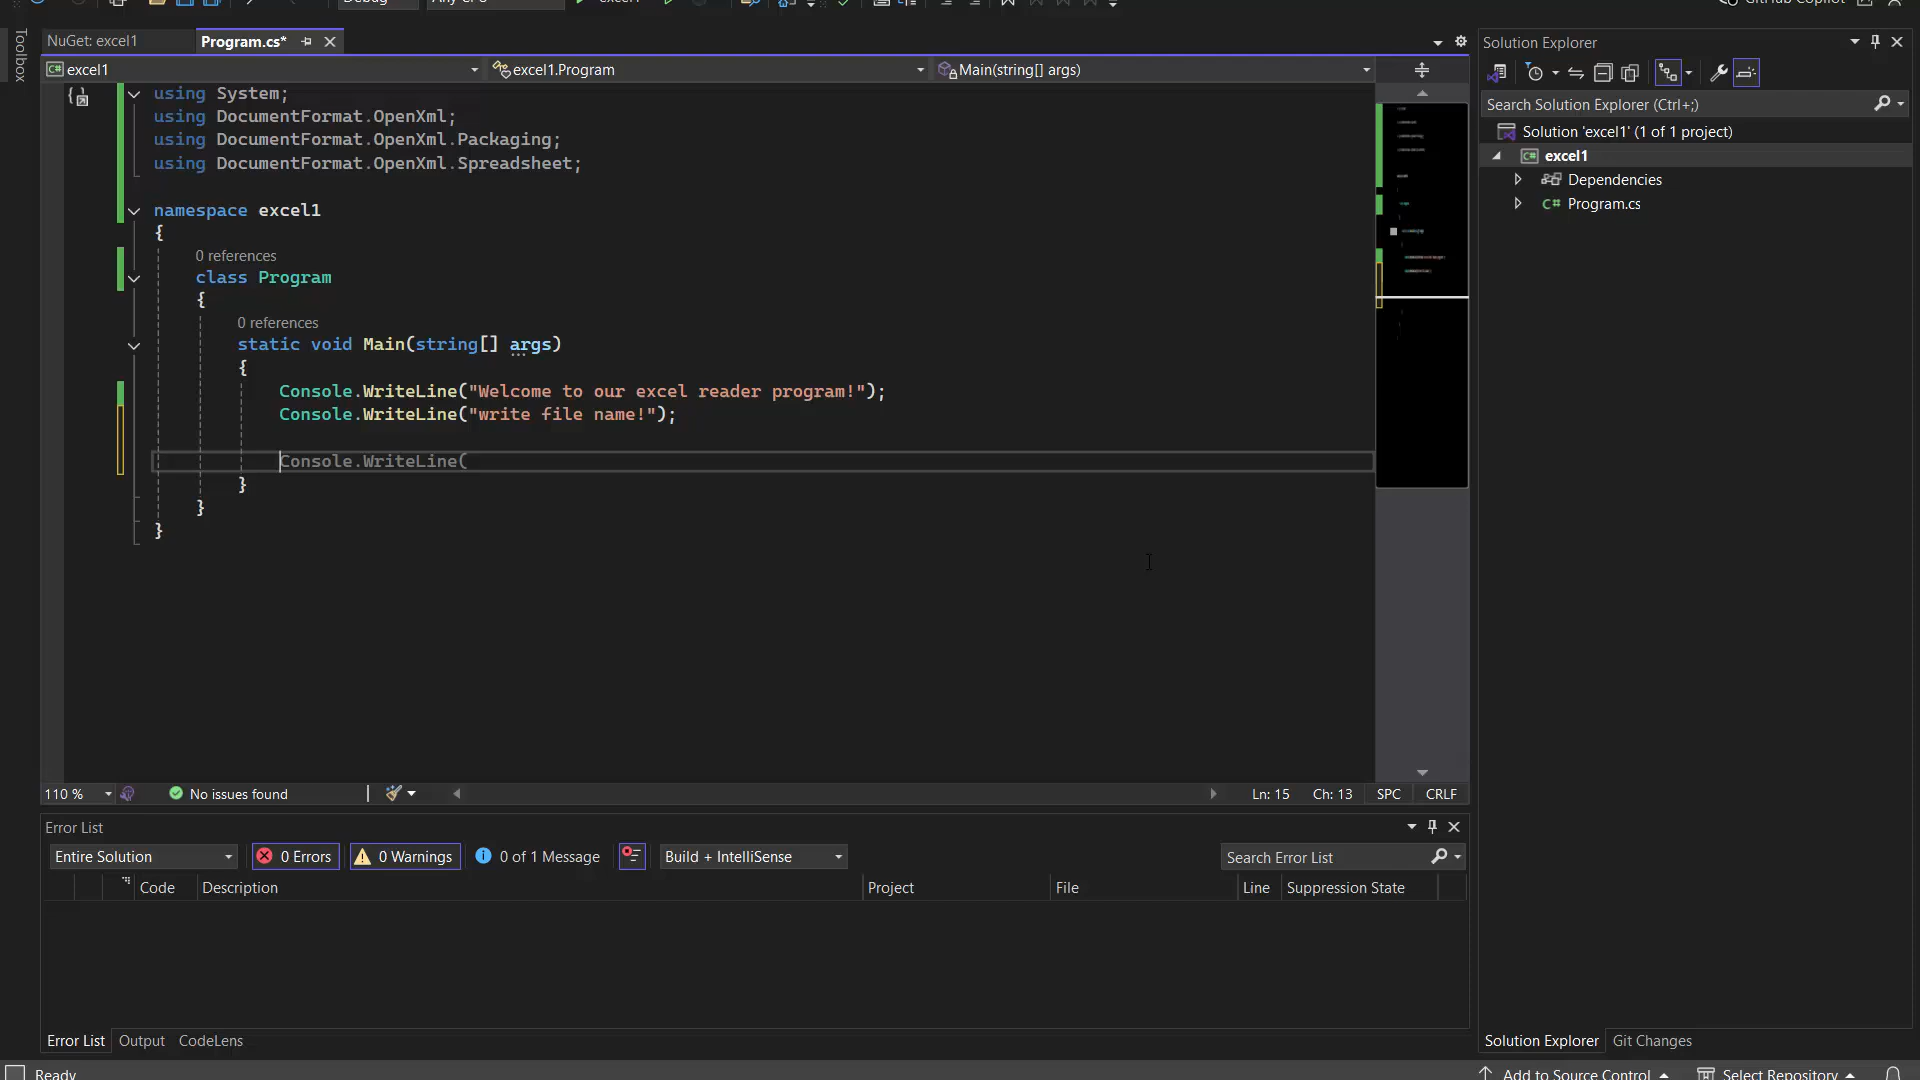 NuGet: excel1
Program.cs*
Toolbox
excel1
excel1.Program
Main(string[] args)
using System;
using DocumentFormat.OpenXml;
using DocumentFormat.OpenXml.Packaging;
using DocumentFormat.OpenXml.Spreadsheet;
namespace excel1
{
0 references
class Program
{
0 references
static void Main(string[] args)
{
Console.WriteLine("Welcome to our excel reader program!");
Console.WriteLine("write file name!");
Console.WriteLine(
}
}
}
110 %
No issues found
Ln: 15
Ch: 13
SPC
CRLF
Error List
Entire Solution
0 Errors
0 Warnings
0 of 1 Message
Build + IntelliSense
Search Error List
Code
Description
Project
File
Line
Suppression State
Error List
Output
CodeLens
Ready
Solution Explorer
Search Solution Explorer (Ctrl+;)
Solution 'excel1' (1 of 1 project)
excel1
Dependencies
C# Program.cs
Solution Explorer
Git Changes
Add to Source Control
Select Repository